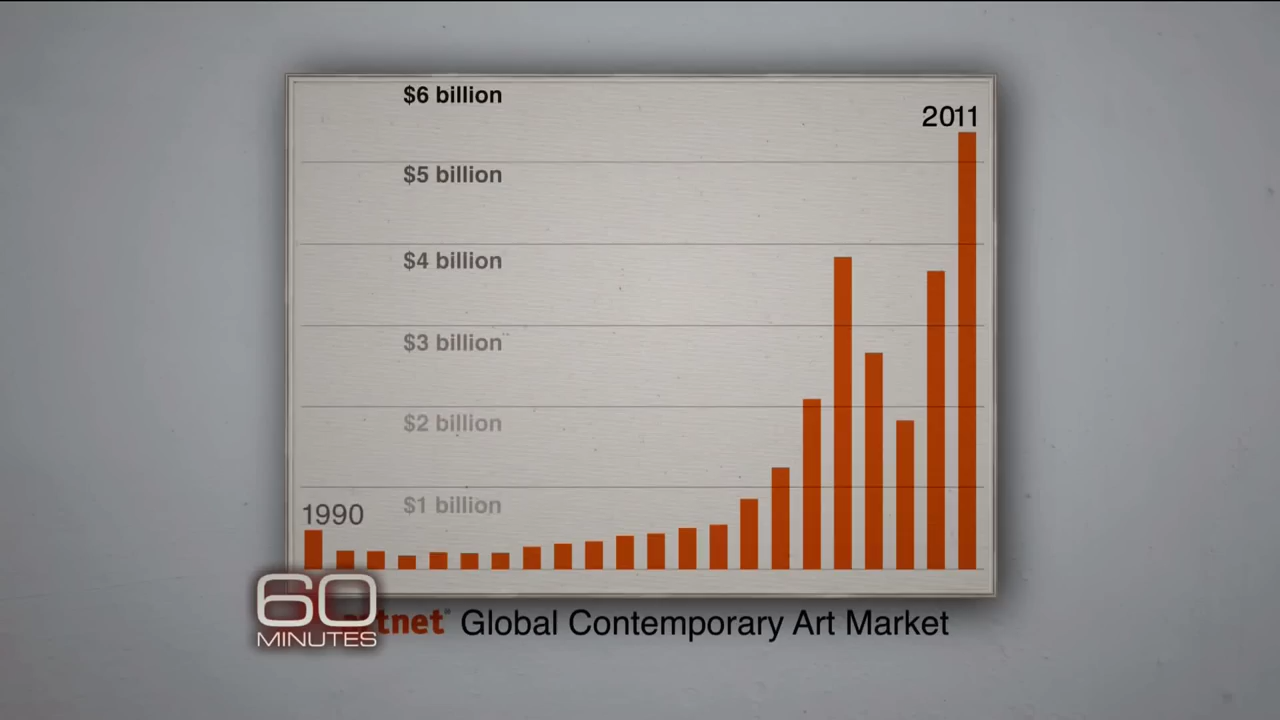 $6 billion
2011
$5 billion
$4 billion
$3 billion
$2 billion
$1 billion
1990
60
MINUTES
artnet® Global Contemporary Art Market